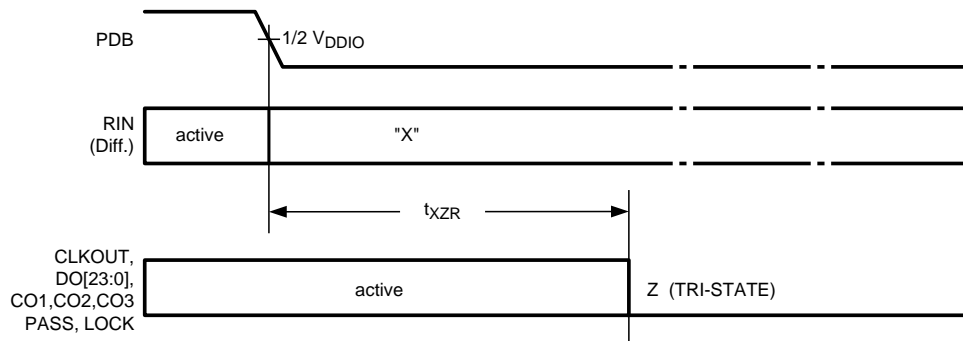 PDB
1/2 VDDIO
RIN
(Diff.)
active
"X"
tXZR
CLKOUT,
DO[23:0],
CO1,CO2,CO3
PASS, LOCK
active
Z (TRI-STATE)